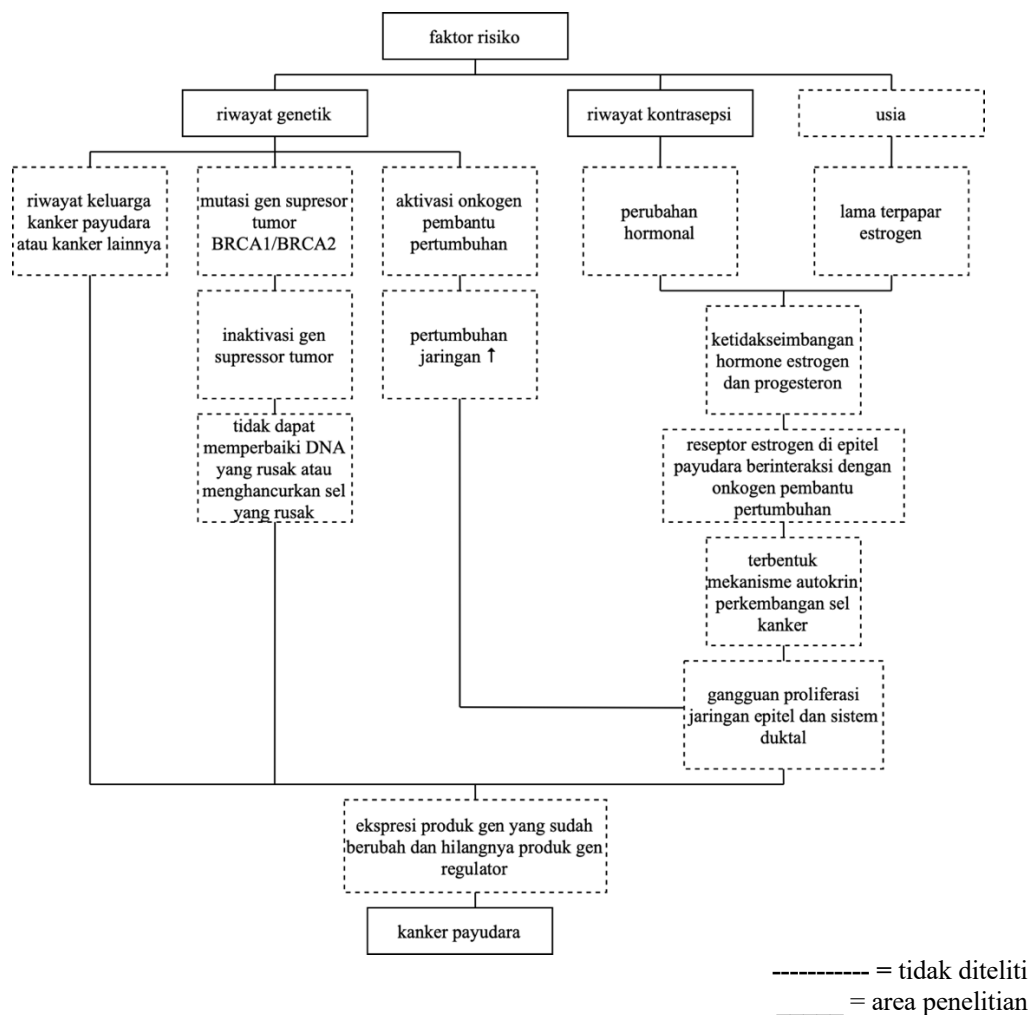 faktor risiko
riwayat genetik
riwayat kontrasepsi
usia
riwayat keluarga
kanker payudara
atau kanker lainnya
mutasi gen supresor
tumor
BRCA1/BRCA2
aktivasi onkogen
pembantu
pertumbuhan
perubahan
hormonal
lama terpapar
estrogen
inaktivasi gen
supressor tumor
pertumbuhan
jaringan ↑
ketidakseimbangan
hormone estrogen
dan progesteron
tidak dapat
memperbaiki DNA
yang rusak atau
menghancurkan sel
yang rusak
reseptor estrogen di epitel
payudara berinteraksi dengan
onkogen pembantu
pertumbuhan
terbentuk
mekanisme autokrin
perkembangan sel
kanker
gangguan proliferasi
jaringan epitel dan sistem
duktal
ekspresi produk gen yang sudah
berubah dan hilangnya produk gen
regulator
kanker payudara
----------- = tidak diteliti
______ = area penelitian